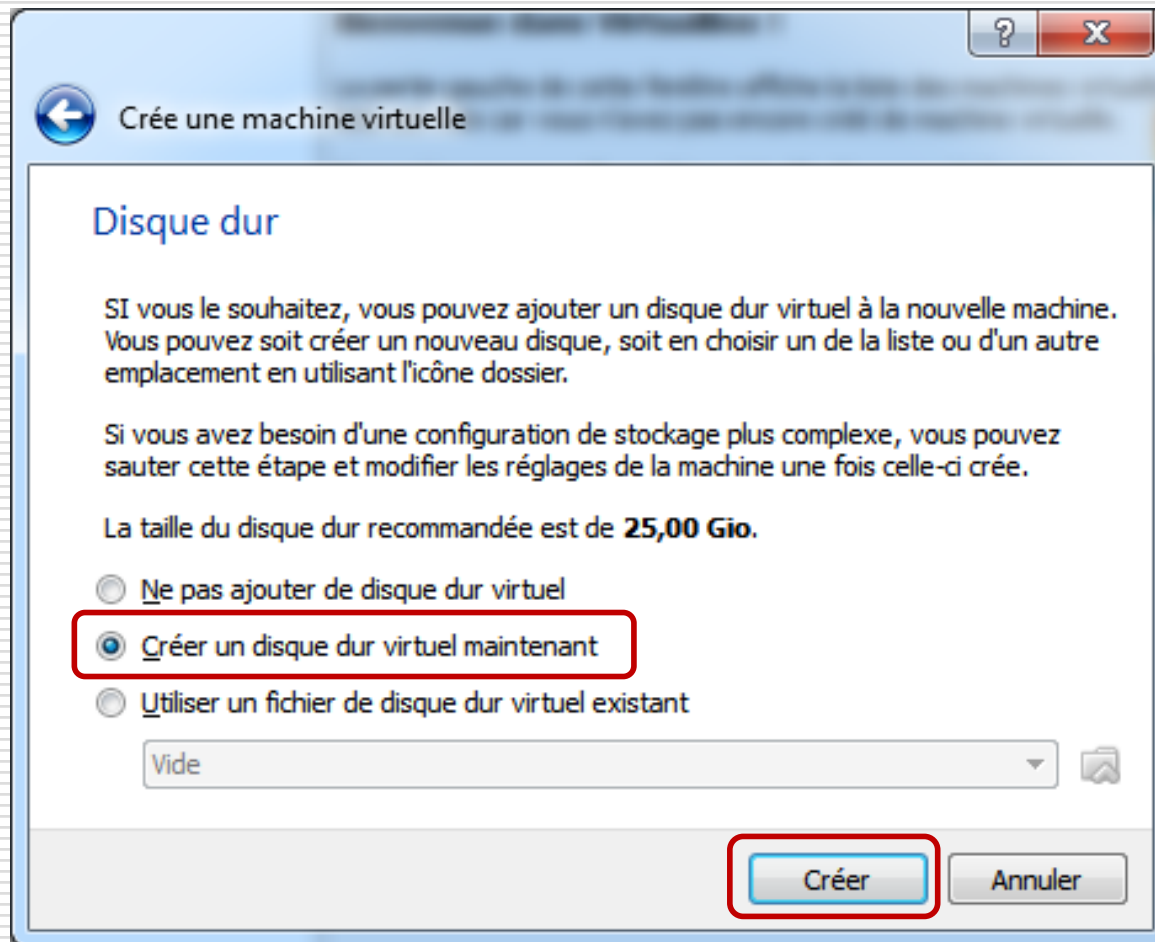 Bienvenue dans VirtualBox !
Crée une machine virtuelle
Disque dur
SI vous le souhaitez, vous pouvez ajouter un disque dur virtuel à la nouvelle machine.
Vous pouvez soit créer un nouveau disque, soit en choisir un de la liste ou d'un autre
emplacement en utilisant l'icône dossier.
Si vous avez besoin d'une configuration de stockage plus complexe, vous pouvez
sauter cette étape et modifier les réglages de la machine une fois celle-ci crée.
La taille du disque dur recommandée est de 25,00 Gio.
Ne pas ajouter de disque dur virtuel
Créer un disque dur virtuel maintenant
Utiliser un fichier de disque dur virtuel existant
Vide
Créer
Annuler